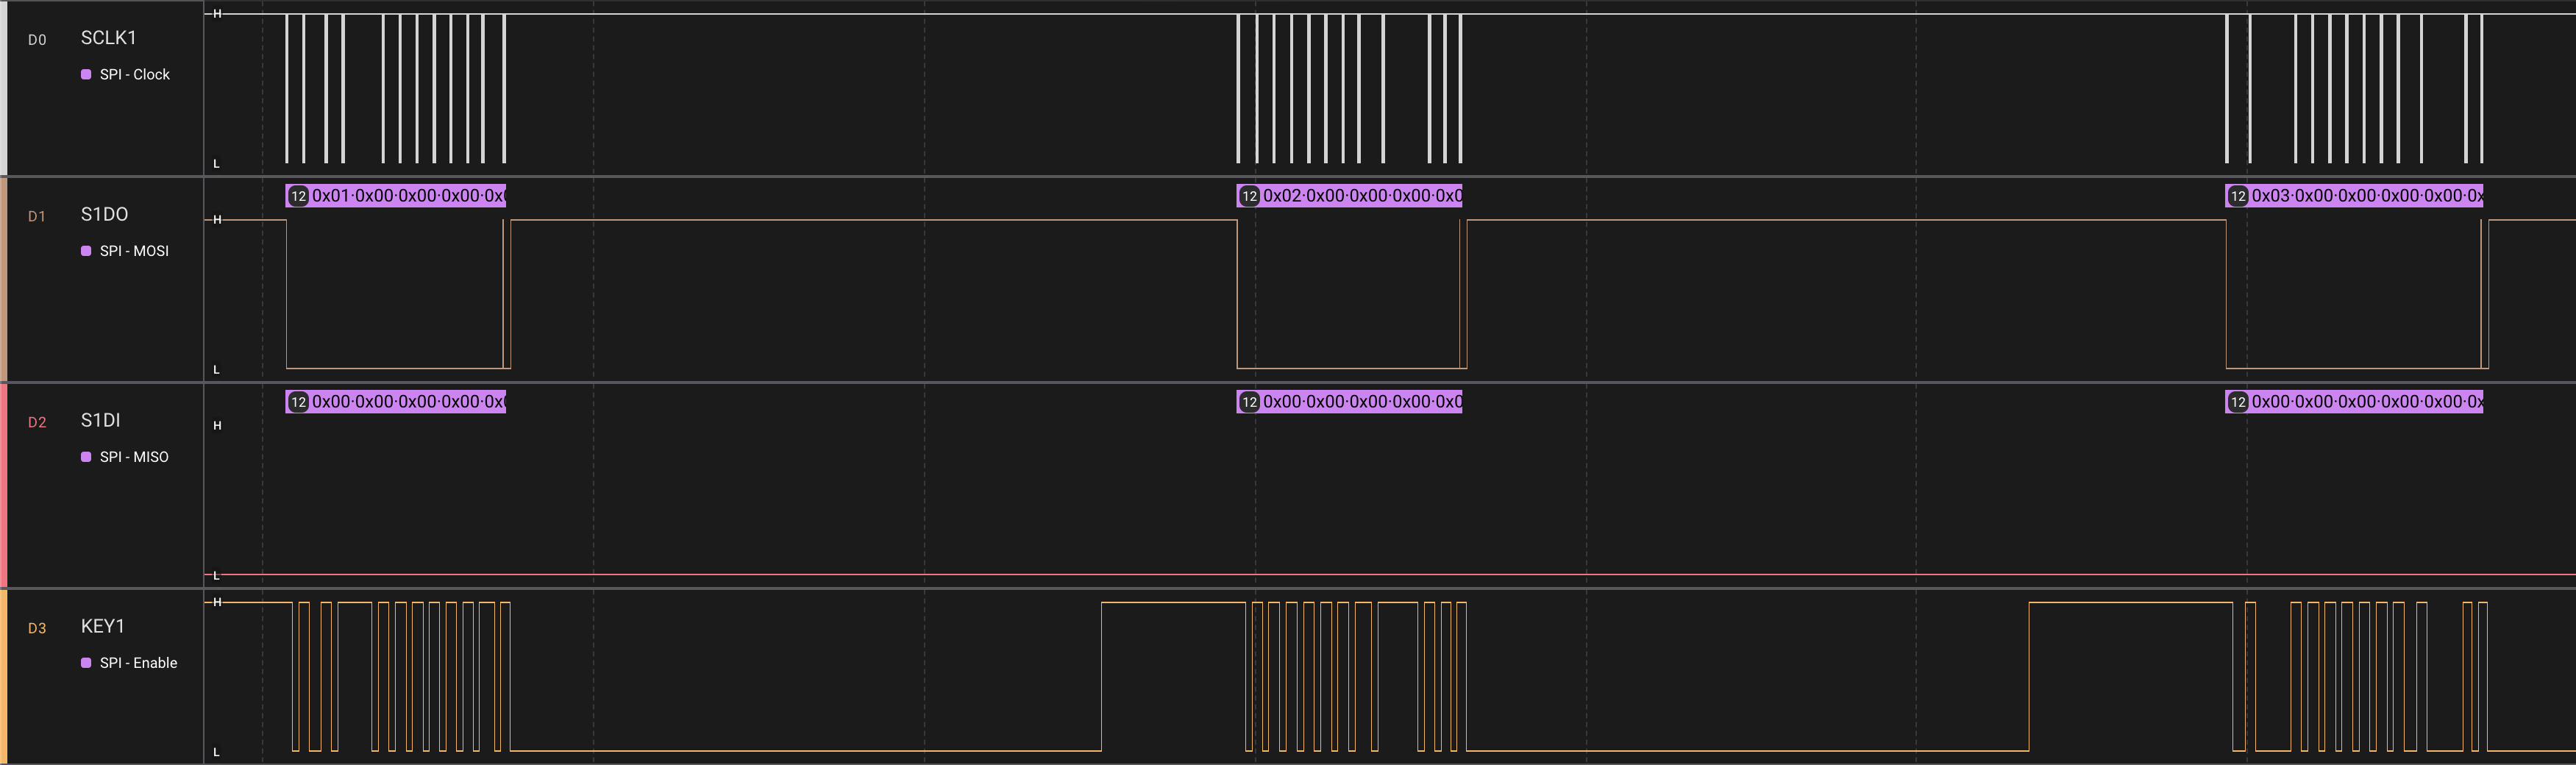 D0 SCLK1
SPI - Clock
H
L
D1 S1DO
SPI - MOSI
H
L
12 0x01·0x00·0x00·0x00·0x
12 0x02·0x00·0x00·0x00·0x0
12 0x03·0x00·0x00·0x00·0x00·0x
D2 S1DI
SPI - MISO
H
L
12 0x00·0x00·0x00·0x00·0x
12 0x00·0x00·0x00·0x00·0x0
12 0x00·0x00·0x00·0x00·0x00·0x
D3 KEY1
SPI - Enable
H
L